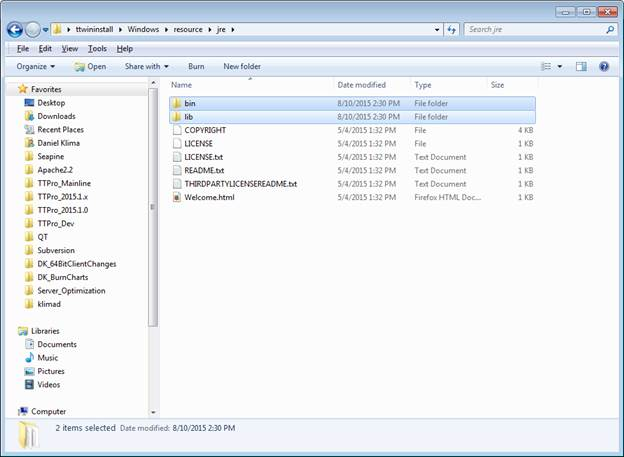 ttwininstall Windows resource jre
Search jre
File Edit View Tools Help
Organize Open Share with Burn New folder
Favorites
Desktop
Downloads
Recent Places
Daniel Klima
Seapine
Apache2.2
TTPro_Mainline
TTPro_2015.1.x
TTPro_2015.1.0
TTPro_Dev
QT
Subversion
DK_64BitClientChanges
DK_BurnCharts
Server_Optimization
klimad
Libraries
Documents
Music
Pictures
Videos
Computer
Name Date modified Type Size
bin 8/10/2015 2:30 PM File folder
lib 8/10/2015 2:30 PM File folder
COPYRIGHT 5/4/2015 1:32 PM File 4 KB
LICENSE 5/4/2015 1:32 PM File 1 KB
LICENSE.txt 5/4/2015 1:32 PM Text Document 1 KB
README.txt 5/4/2015 1:32 PM Text Document 1 KB
THIRDPARTYLICENSEREADME.txt 5/4/2015 1:32 PM Text Document 1 KB
Welcome.html 5/4/2015 1:32 PM Firefox HTML Doc... 1 KB
2 items selected Date modified: 8/10/2015 2:30 PM